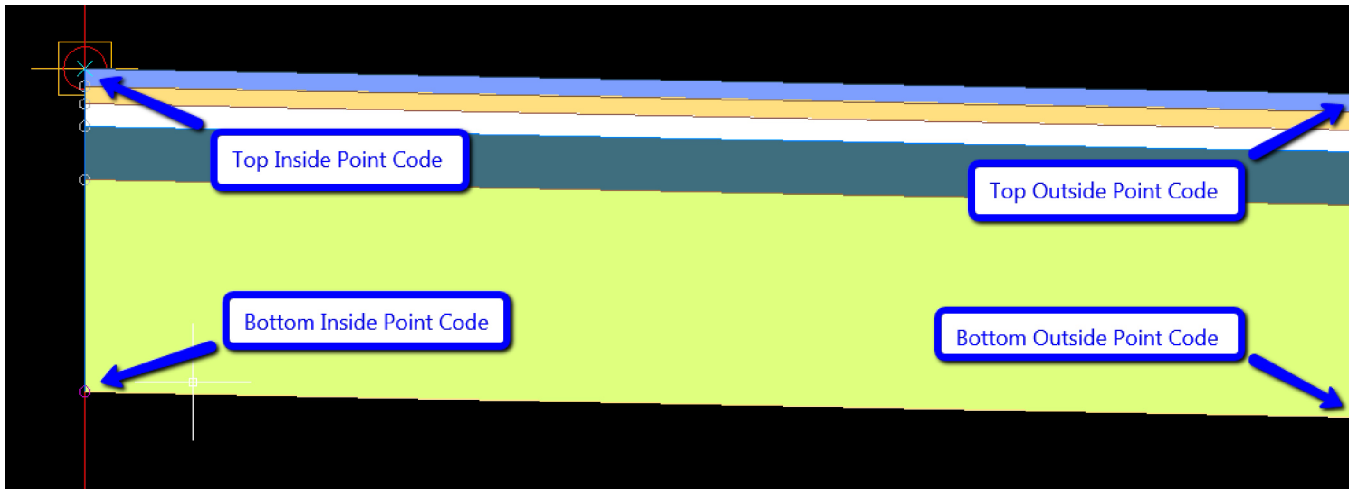 Top Inside Point Code
Top Outside Point Code
Bottom Inside Point Code
Bottom Outside Point Code